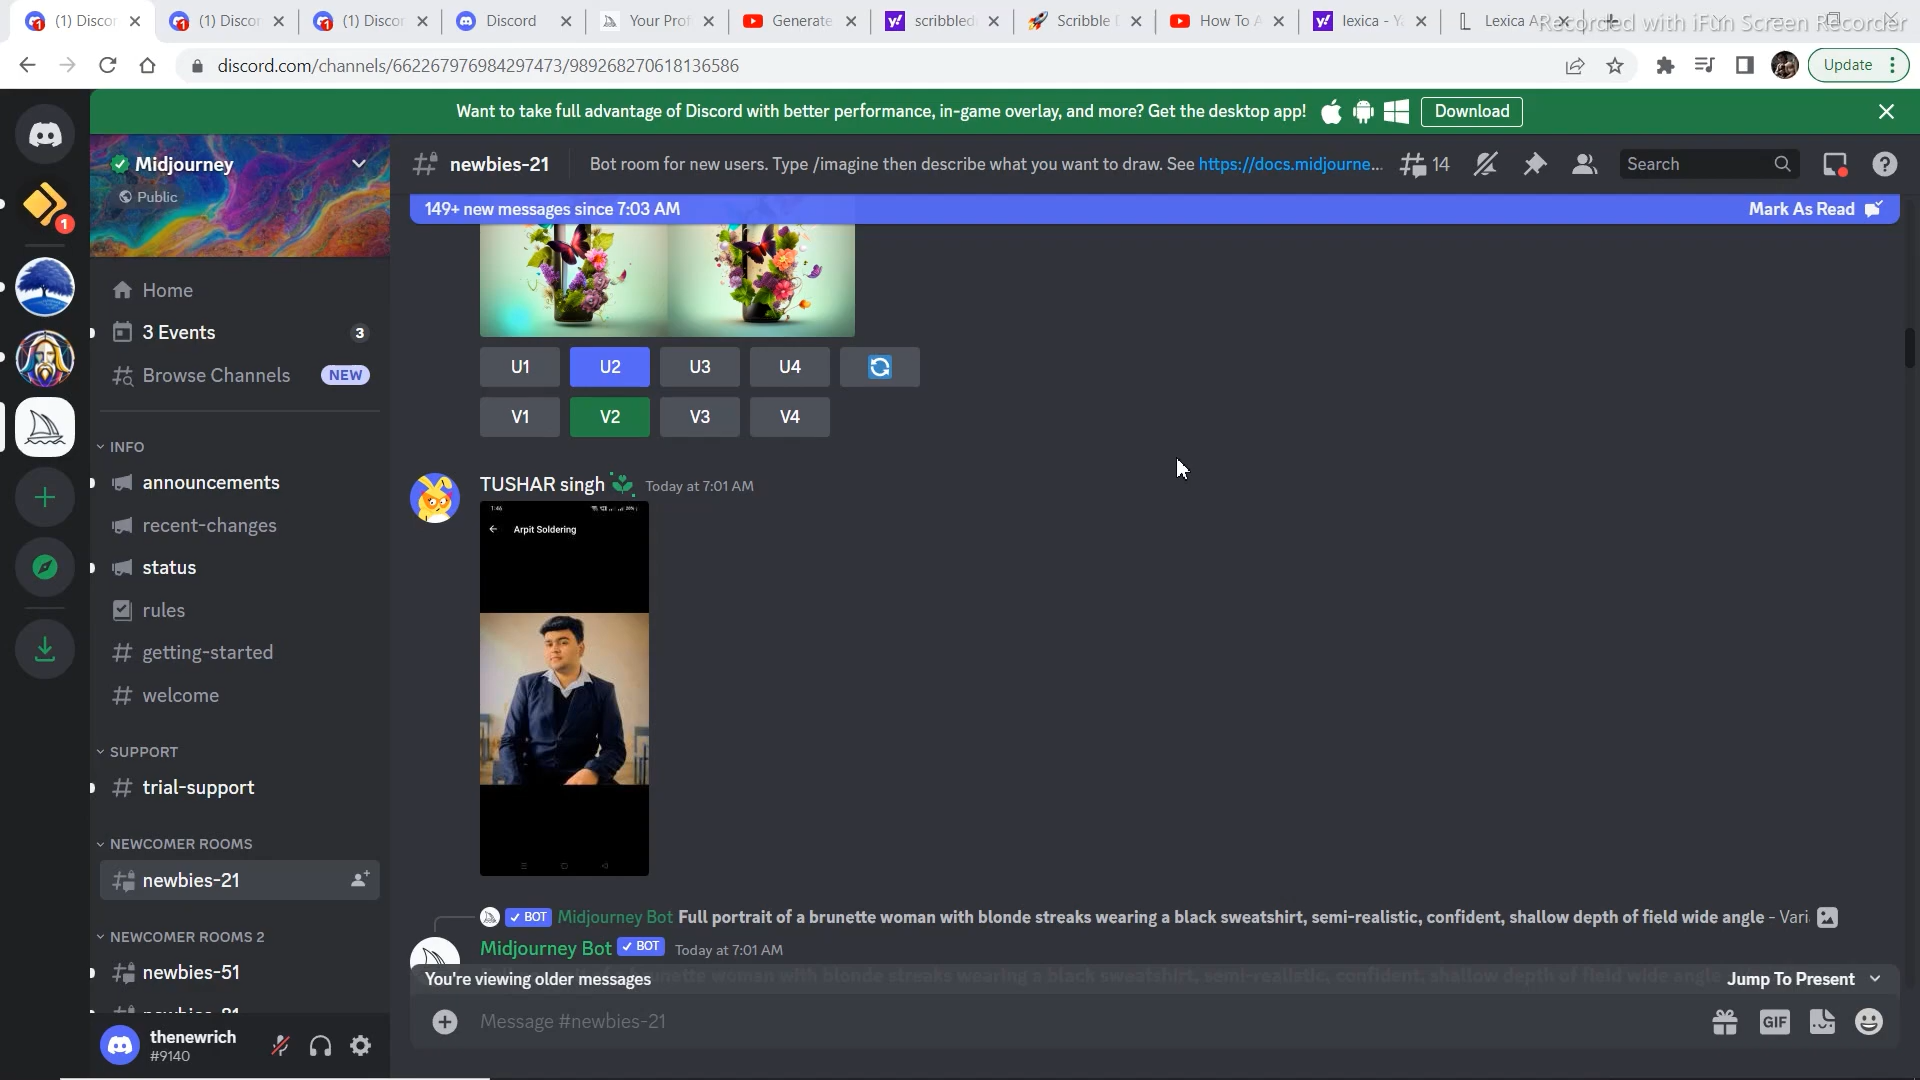 (1) Discor
(1) Discor
(1) Discor
Discord
Your Prof
Generate
scribbled
Scribble D
How To A
lexica - Ya
Lexica A
Recorded with iFun Screen Recorder
discord.com/channels/662267976984297473/989268270618136586
Update
Want to take full advantage of Discord with better performance, in-game overlay, and more? Get the desktop app!
Download
Midjourney
Public
newbies-21
Bot room for new users. Type /imagine then describe what you want to draw. See https://docs.midjourne...
14
Search
149+ new messages since 7:03 AM
Mark As Read
1
Home
3 Events
3
Browse Channels
NEW
INFO
announcements
recent-changes
status
rules
getting-started
welcome
SUPPORT
trial-support
NEWCOMER ROOMS
newbies-21
NEWCOMER ROOMS 2
newbies-51
thenewrich
#9140
U1 U2 U3 U4
V1 V2 V3 V4
TUSHAR singh Today at 7:01 AM
1:46
Arpit Soldering
BOT Midjourney Bot Full portrait of a brunette woman with blonde streaks wearing a black sweatshirt, semi-realistic, confident, shallow depth of field wide angle - Vari
Midjourney Bot BOT Today at 7:01 AM
You're viewing older messages
Jump To Present
Message #newbies-21
GIF